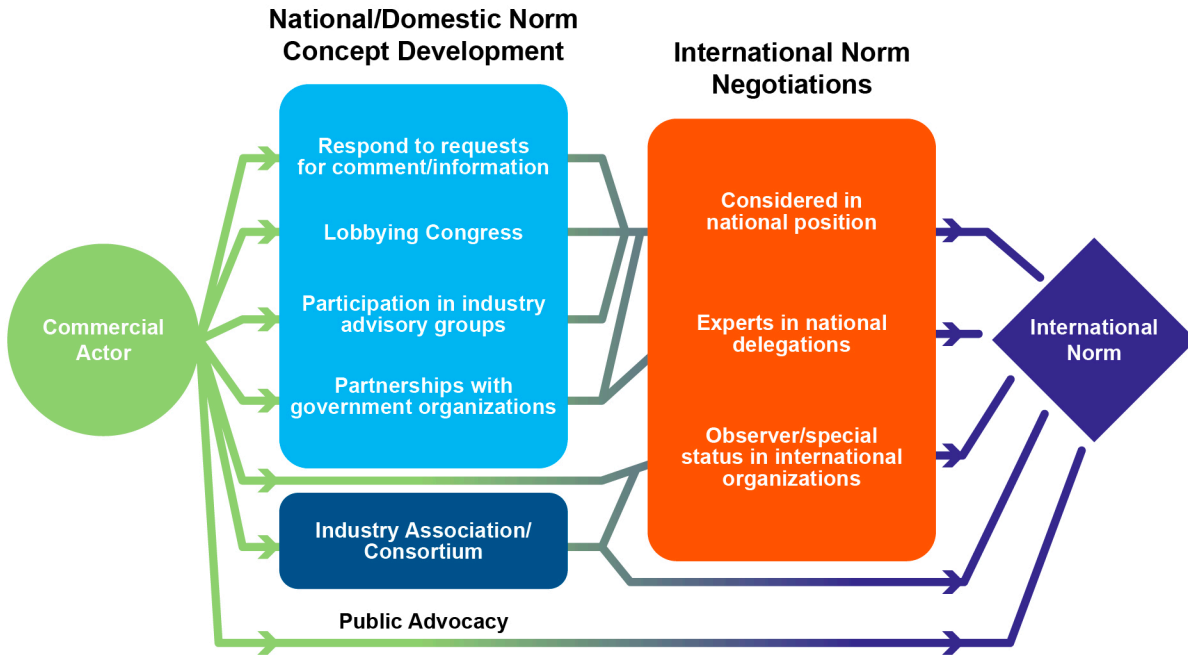 National/Domestic Norm
Concept Development
International Norm
Negotiations
Commercial
Actor
Respond to requests
for comment/information
Lobbying Congress
Participation in industry
advisory groups
Partnerships with
government organizations
Industry Association/
Consortium
Public Advocacy
Considered in
national position
Experts in national
delegations
Observer/special
status in international
organizations
International
Norm